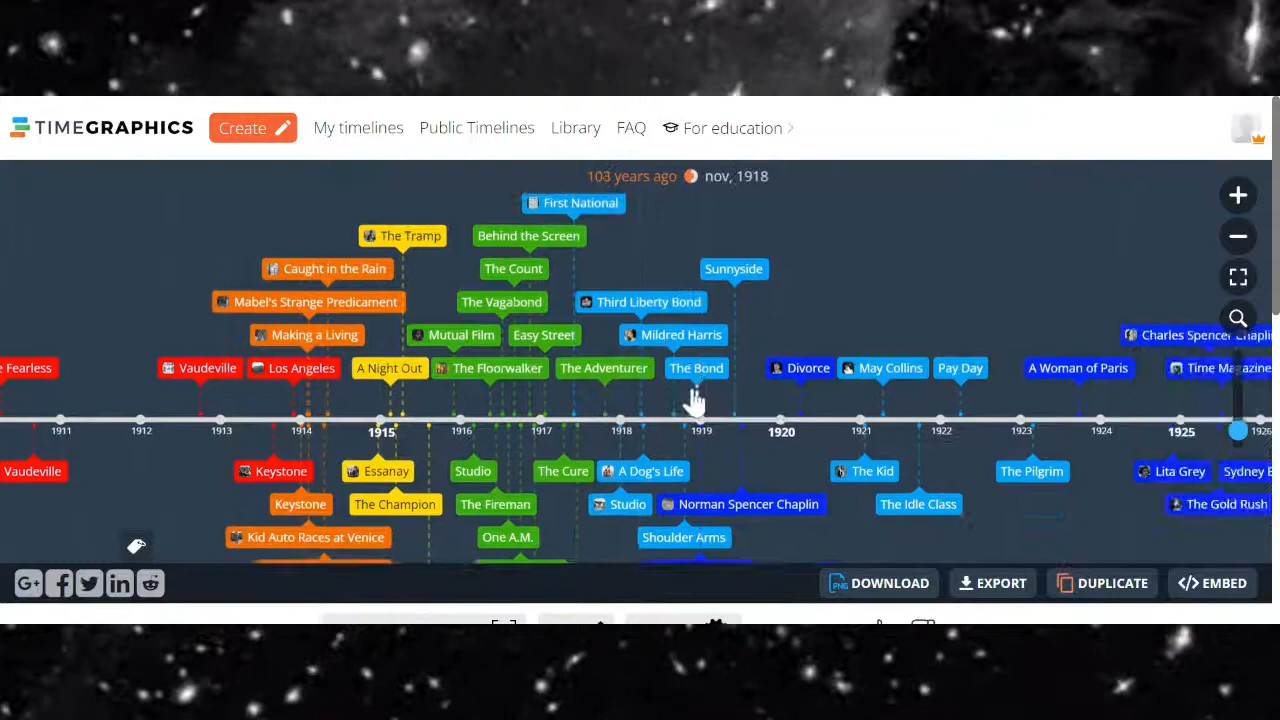 TIMEGRAPHICS Create My timelines Public Timelines Library FAQ For education
103 years ago nov, 1918
First National
The Tramp Behind the Screen
Caught in the Rain The Count Sunnyside
Mabel's Strange Predicament The Vagabond Third Liberty Bond
Making a Living Mutual Film Easy Street Mildred Harris Charles Spencer
Fearless Vaudeville Los Angeles A Night Out The Floorwalker The Adventurer The Bond Divorce May Collins Pay Day A Woman of Paris Time Magazine
1911 1912 1913 1914 1915 1916 1917 1918 1919 1920 1921 1922 1923 1924 1925 1926
Vaudeville Keystone Essanay Studio The Cure A Dog's Life The Kid The Pilgrim Lita Grey Sydney
Keystone The Champion The Fireman Studio Norman Spencer Chaplin The Idle Class The Gold Rush
Kid Auto Races at Venice One A.M. Shoulder Arms
G+ f in PNG DOWNLOAD EXPORT DUPLICATE </> EMBED